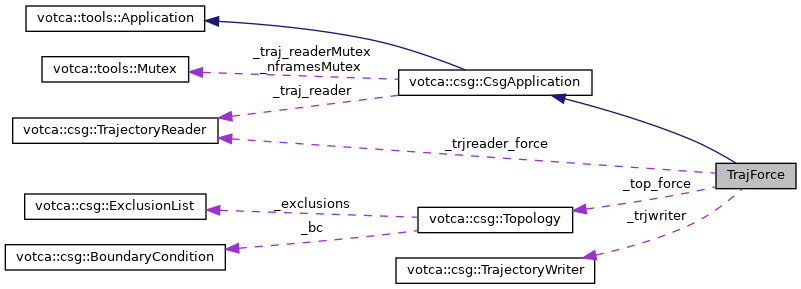 votca::tools::Application
_traj_readerMutex
_nframesMutex
votca::tools::Mutex
votca::csg::CsgApplication
_traj_reader
votca::csg::TrajectoryReader
_trjreader_force
TrajForce
_top_force
_exclusions
votca::csg::ExclusionList
votca::csg::Topology
_trjwriter
_bc
votca::csg::BoundaryCondition
votca::csg::TrajectoryWriter